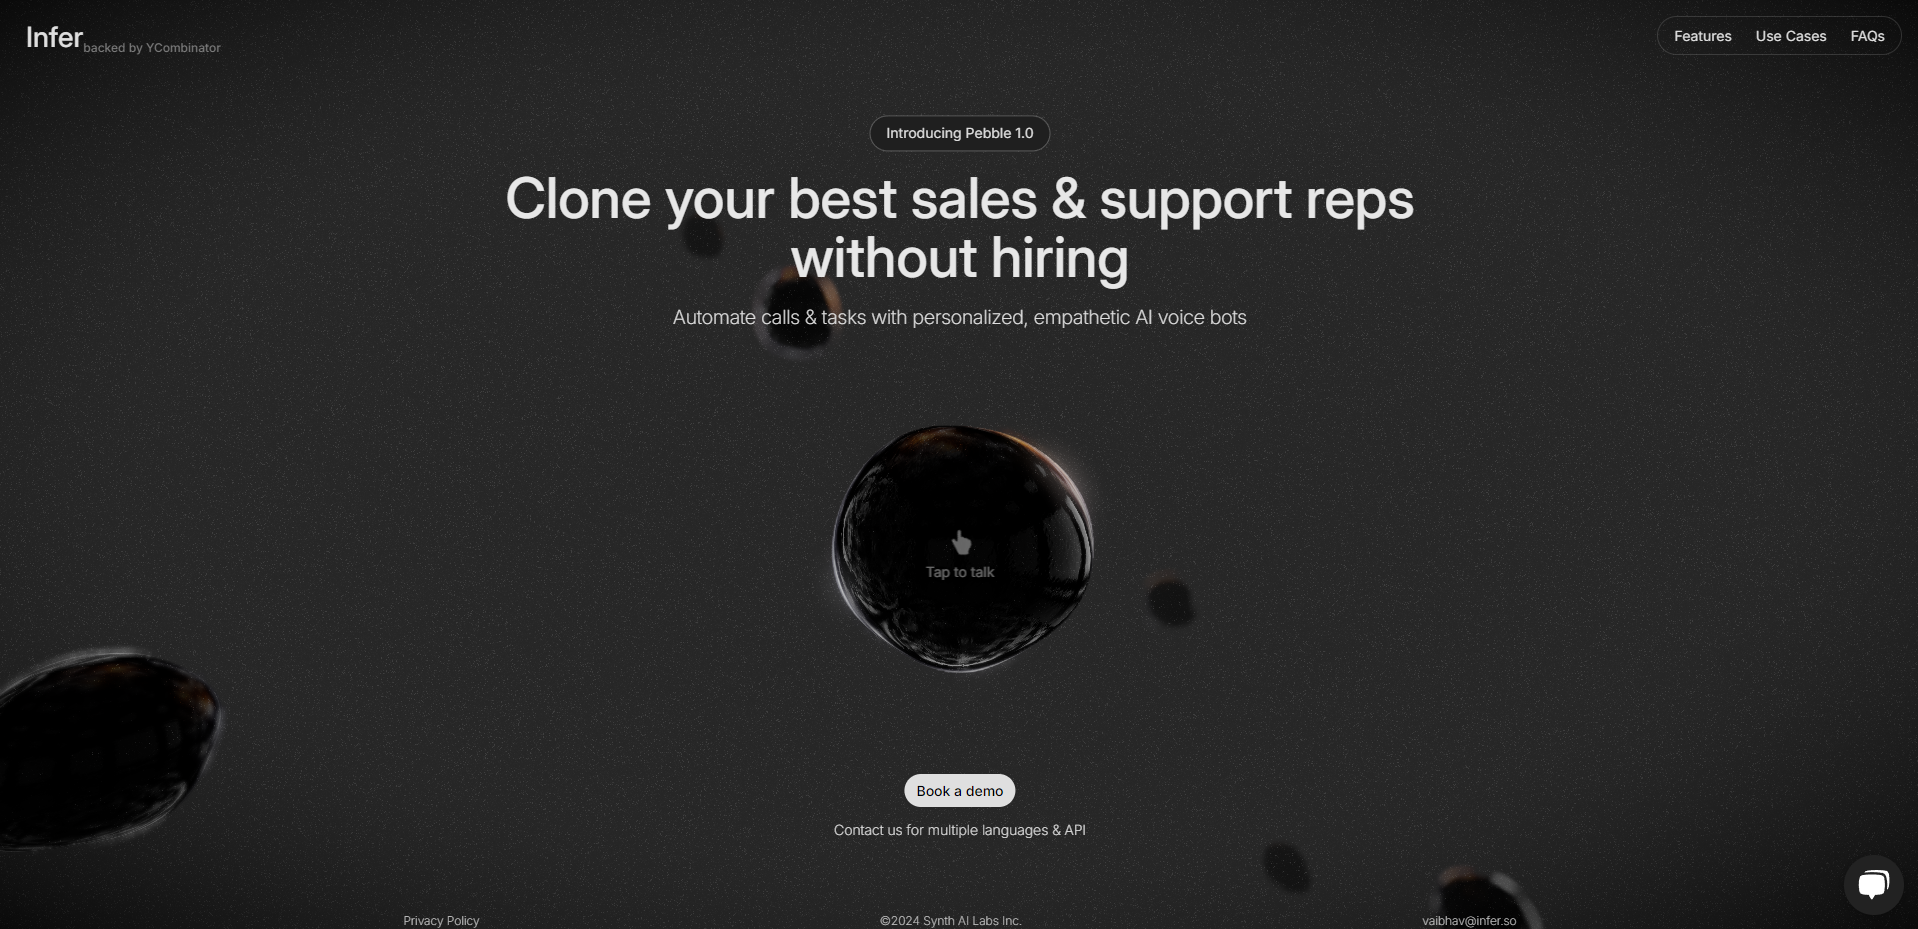 Infer backed by YCombinator
Features Use Cases FAQs
Introducing Pebble 1.0
Clone your best sales & support reps
without hiring
Automate calls & tasks with personalized, empathetic AI voice bots
Tap to talk
Book a demo
Contact us for multiple languages & API
Privacy Policy ©2024 Synth AI Labs Inc. vaibhav@infer.so